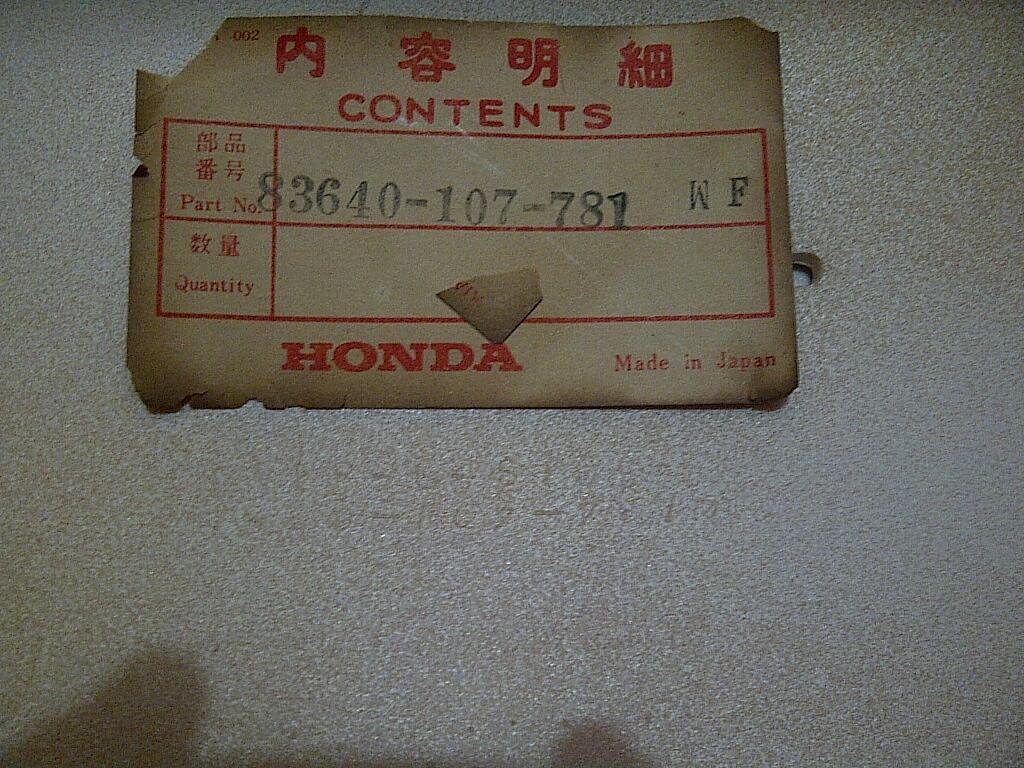 002
内容明細
CONTENTS
部品
番号
Part No. 83640-107-781 W F
数量
Quantity
HONDA
Made in Japan